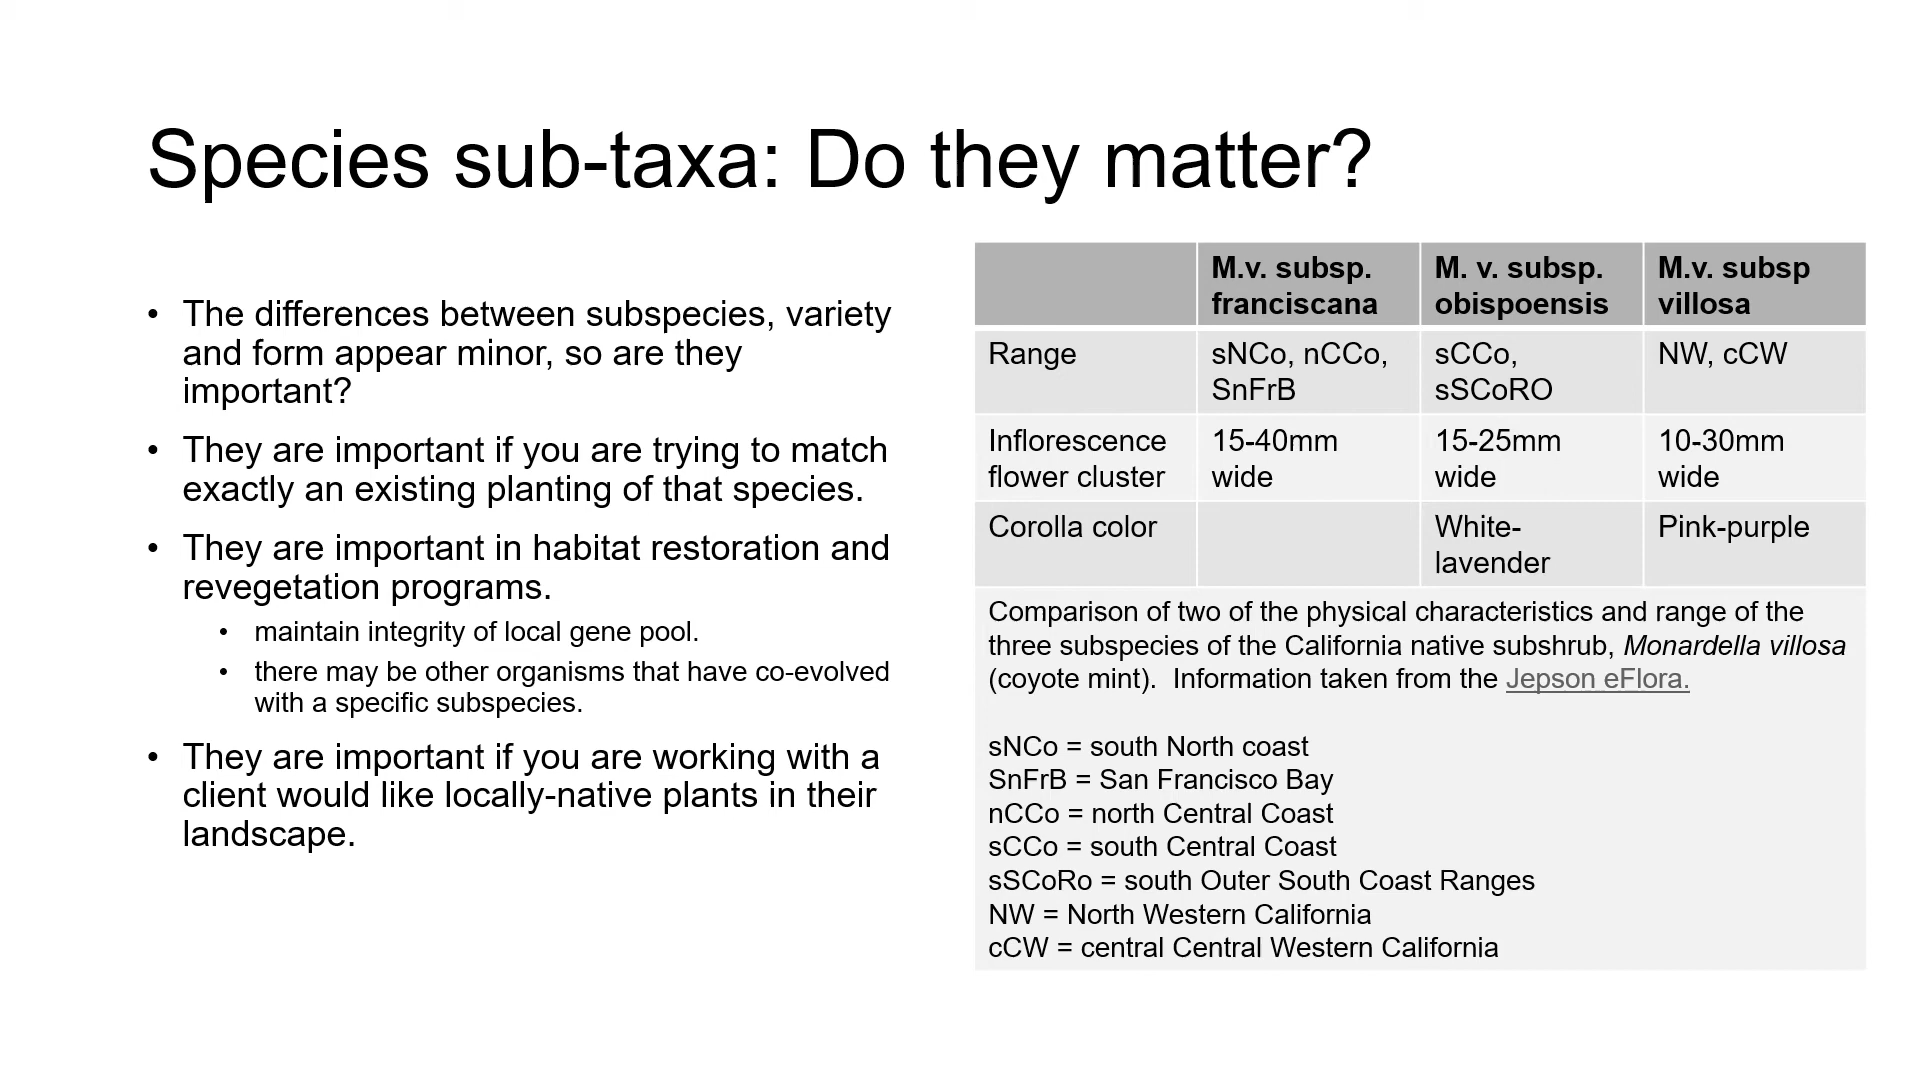 Species sub-taxa: Do they matter?
• The differences between subspecies, variety
and form appear minor, so are they
important?
• They are important if you are trying to match
exactly an existing planting of that species.
• They are important in habitat restoration and
revegetation programs.
• maintain integrity of local gene pool.
• there may be other organisms that have co-evolved
with a specific subspecies.
• They are important if you are working with a
client would like locally-native plants in their
landscape.
M.v. subsp.
franciscana
M. v. subsp.
obispoensis
M.v. subsp
villosa
Range
sNCo, nCCo,
SnFrB
sCCo,
sSCoRO
NW, cCW
Inflorescence
flower cluster
15-40mm
wide
15-25mm
wide
10-30mm
wide
Corolla color
White-
lavender
Pink-purple
Comparison of two of the physical characteristics and range of the
three subspecies of the California native subshrub, Monardella villosa
(coyote mint).  Information taken from the Jepson eFlora.
sNCo = south North coast
SnFrB = San Francisco Bay
nCCo = north Central Coast
sCCo = south Central Coast
sSCoRo = south Outer South Coast Ranges
NW = North Western California
cCW = central Central Western California